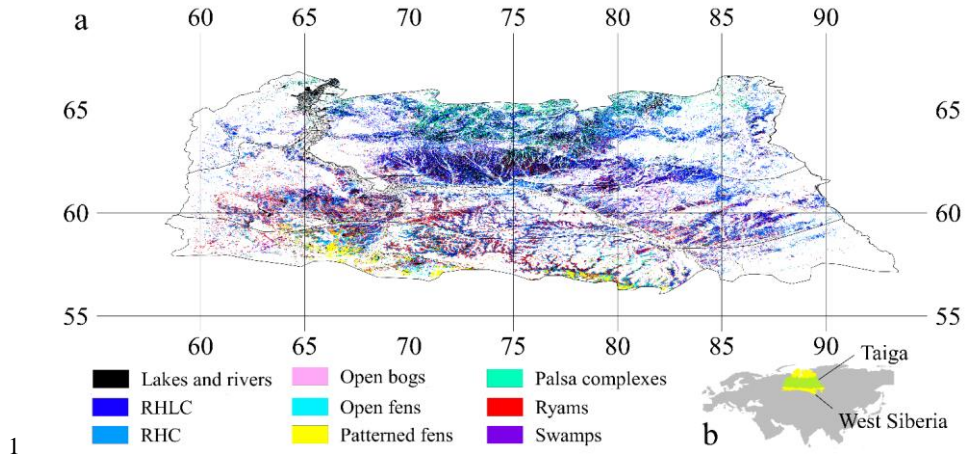 a
60 65 70 75 80 85 90
65 65
60 60
55 55
60 65 70 75 80 85 90
Lakes and rivers Open bogs Palsa complexes
RHLC Open fens Ryams
RHC Patterned fens Swamps
Taiga
West Siberia
b
1